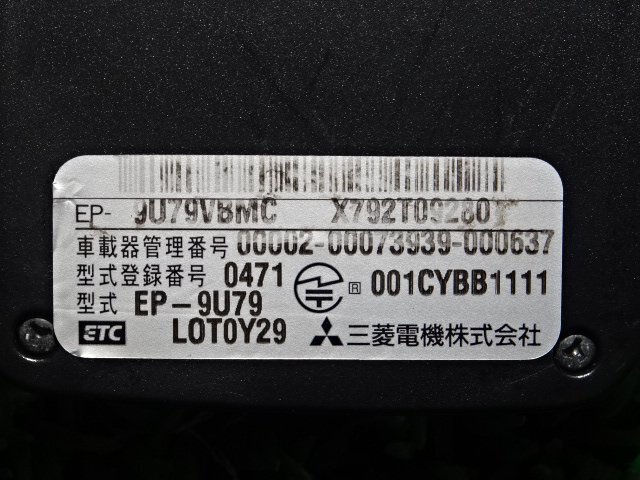 EP- 9U79VBMC X792T09280
車載器管理番号 00002-00073939-000637
型式登録番号 0471 R 001CYBB1111
型式 EP-9U79
ETC LOT0Y29 三菱電機株式会社